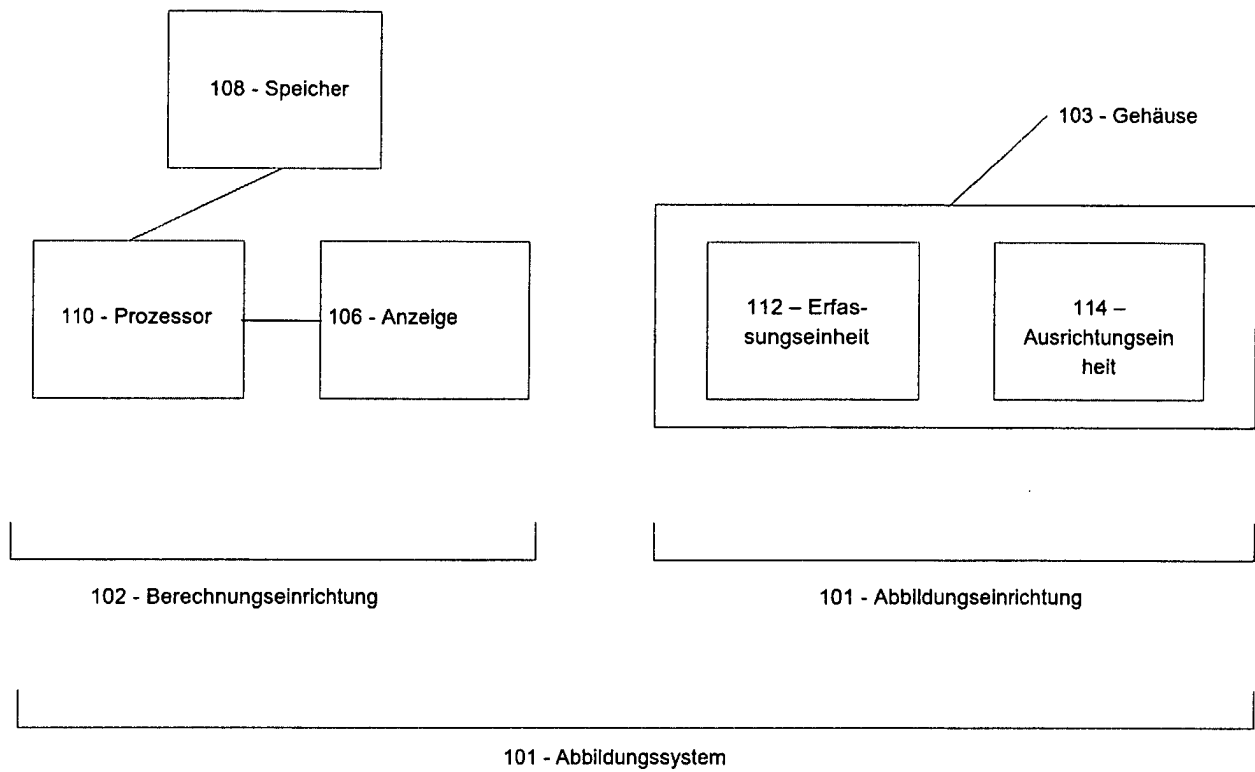 108 - Speicher
103 - Gehäuse
110 - Prozessor
106 - Anzeige
112 – Erfas-
sungseinheit
114 –
Ausrichtungsein
heit
102 - Berechnungseinrichtung
101 - Abbildungseinrichtung
101 - Abbildungssystem